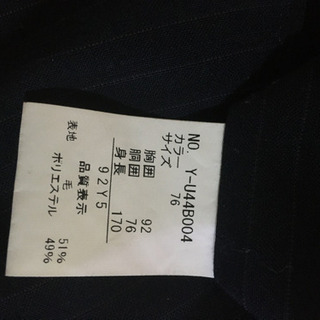 NO. Y-U44B004
カラー
サイズ 76
胸囲 92
胴囲 76
身長 170
92Y5
品質表示
表地
毛 51%
ポリエステル 49%